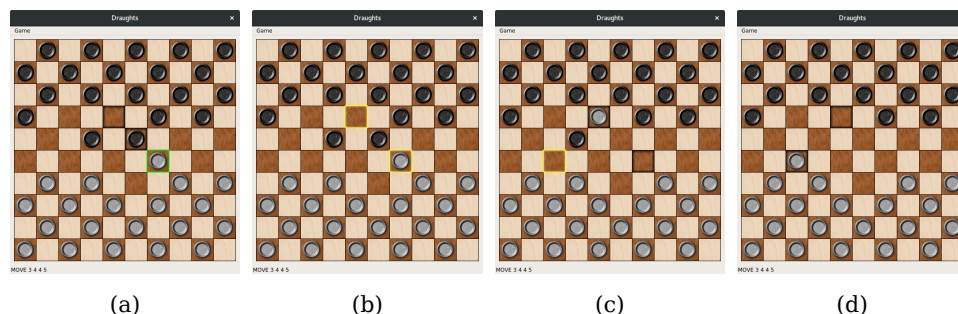 Draughts × Draughts × Draughts × Draughts
Game Game Game Game
MOVE 3 4 4 5 MOVE 3 4 4 5 MOVE 3 4 4 5 MOVE 3 4 4 5
(a) (b) (c) (d)